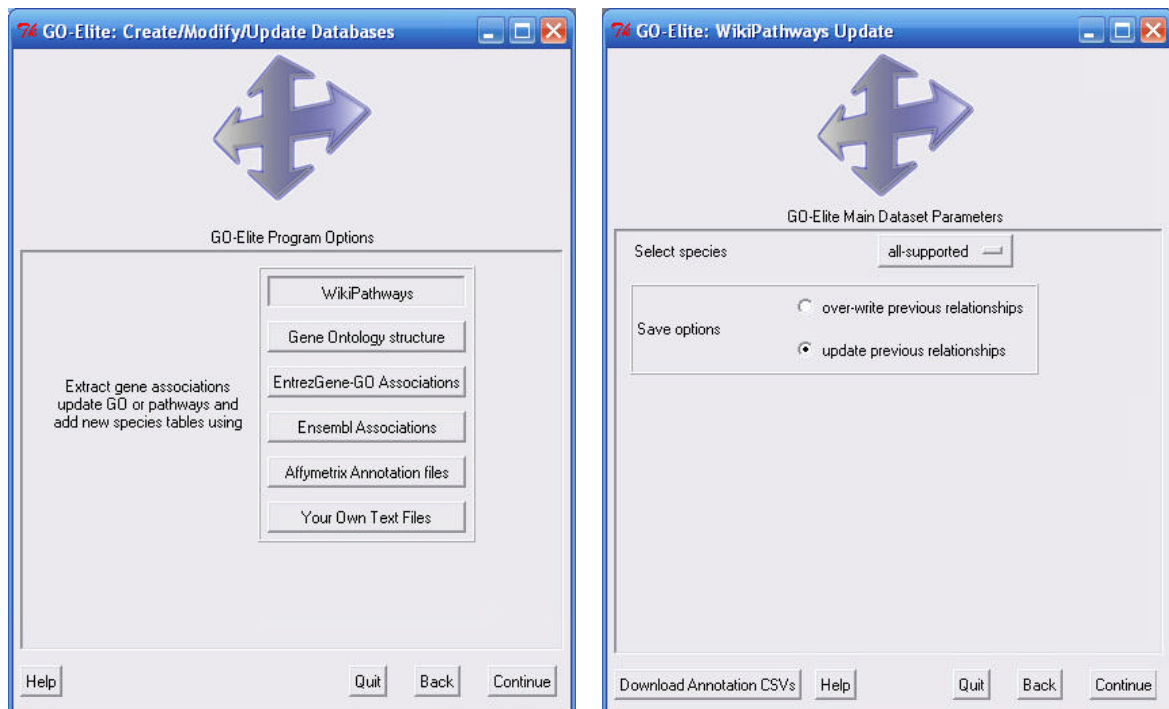 GO-Elite: Create/Modify/Update Databases
GO-Elite Program Options
Extract gene associations
update GO or pathways and
add new species tables using
WikiPathways
Gene Ontology structure
EntrezGene-GO Associations
Ensembl Associations
Affymetrix Annotation files
Your Own Text Files
Help
Quit
Back
Continue
GO-Elite: WikiPathways Update
GO-Elite Main Dataset Parameters
Select species
all-supported
Save options
over-write previous relationships
update previous relationships
Download Annotation CSVs
Help
Quit
Back
Continue